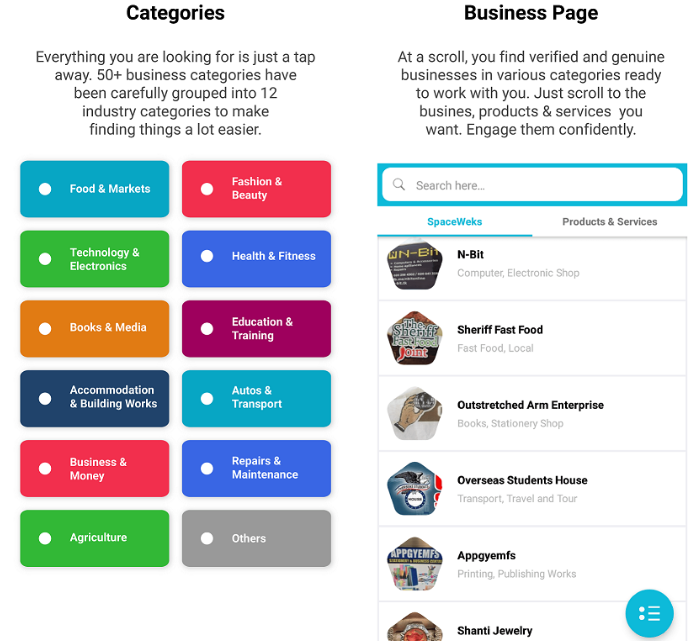 Categories
Everything you are looking for is just a tap
away. 50+ business categories have
been carefully grouped into 12
industry categories to make
finding things a lot easier.
Food & Markets
Fashion &
Beauty
Technology &
Electronics
Health & Fitness
Books & Media
Education &
Training
Accommodation
& Building Works
Autos &
Transport
Business &
Money
Repairs &
Maintenance
Agriculture
Others
Business Page
At a scroll, you find verified and genuine
businesses in various categories ready
to work with you. Just scroll to the
busines, products & services you
want. Engage them confidently.
Search here...
SpaceWeks
Products & Services
N-Bit
Computer, Electronic Shop
The
Sheriff
Fast Food
Joint
Sheriff Fast Food
Fast Food, Local
Outstretched Arm Enterprise
Books, Stationery Shop
Overseas Students House
Transport, Travel and Tour
APPGYEMFS
Appgyemfs
Printing, Publishing Works
Shanti Jewelry